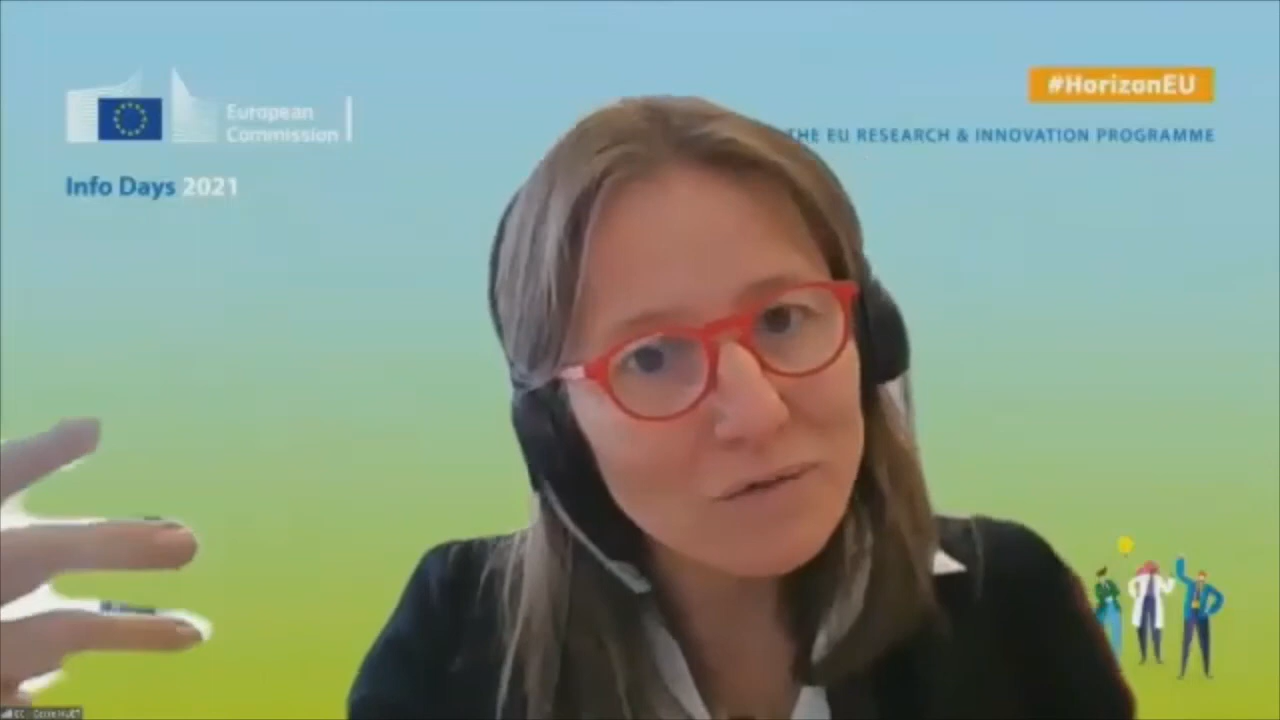 European
Commission
Info Days 2021
#HorizonEU
THE EU RESEARCH & INNOVATION PROGRAMME